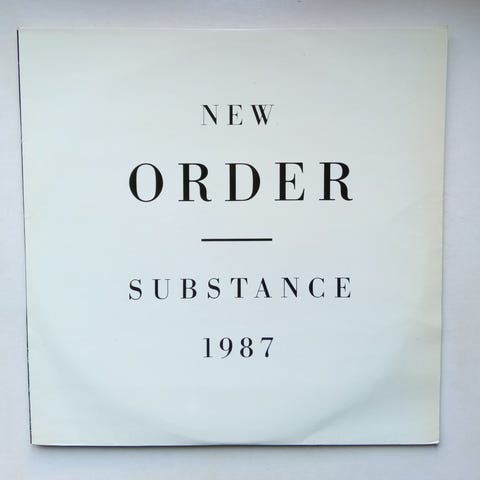 NEW
ORDER
SUBSTANCE
1987